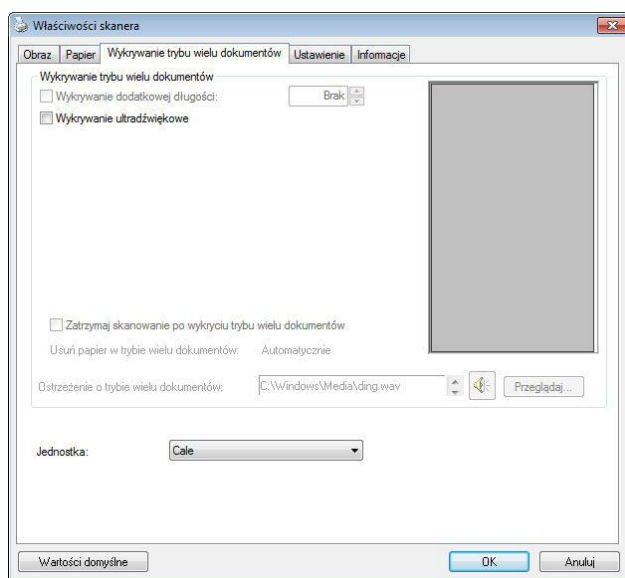 Właściwości skanera
Obraz Papier Wykrywanie trybu wielu dokumentów Ustawienie Informacje
Wykrywanie trybu wielu dokumentów
Wykrywanie dodatkowej długości: Brak
Wykrywanie ultradźwiękowe
Zatrzymaj skanowanie po wykryciu trybu wielu dokumentów
Usuń papier w trybie wielu dokumentów: Automatycznie
Ostrzeżenie o trybie wielu dokumentów: C:\Windows\Media\ding.wav Przeglądaj...
Jednostka: Cale
Wartości domyślne OK Anuluj